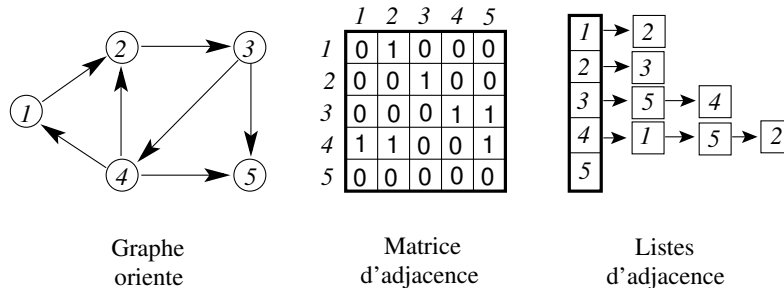 2
3
1
4
5
1 2 3 4 5
1 0 1 0 0 0
2 0 0 1 0 0
3 0 0 0 1 1
4 1 1 0 0 1
5 0 0 0 0 0
1 2
2 3
3 5 4
4 1 5 2
5
Graphe
oriente
Matrice
d'adjacence
Listes
d'adjacence